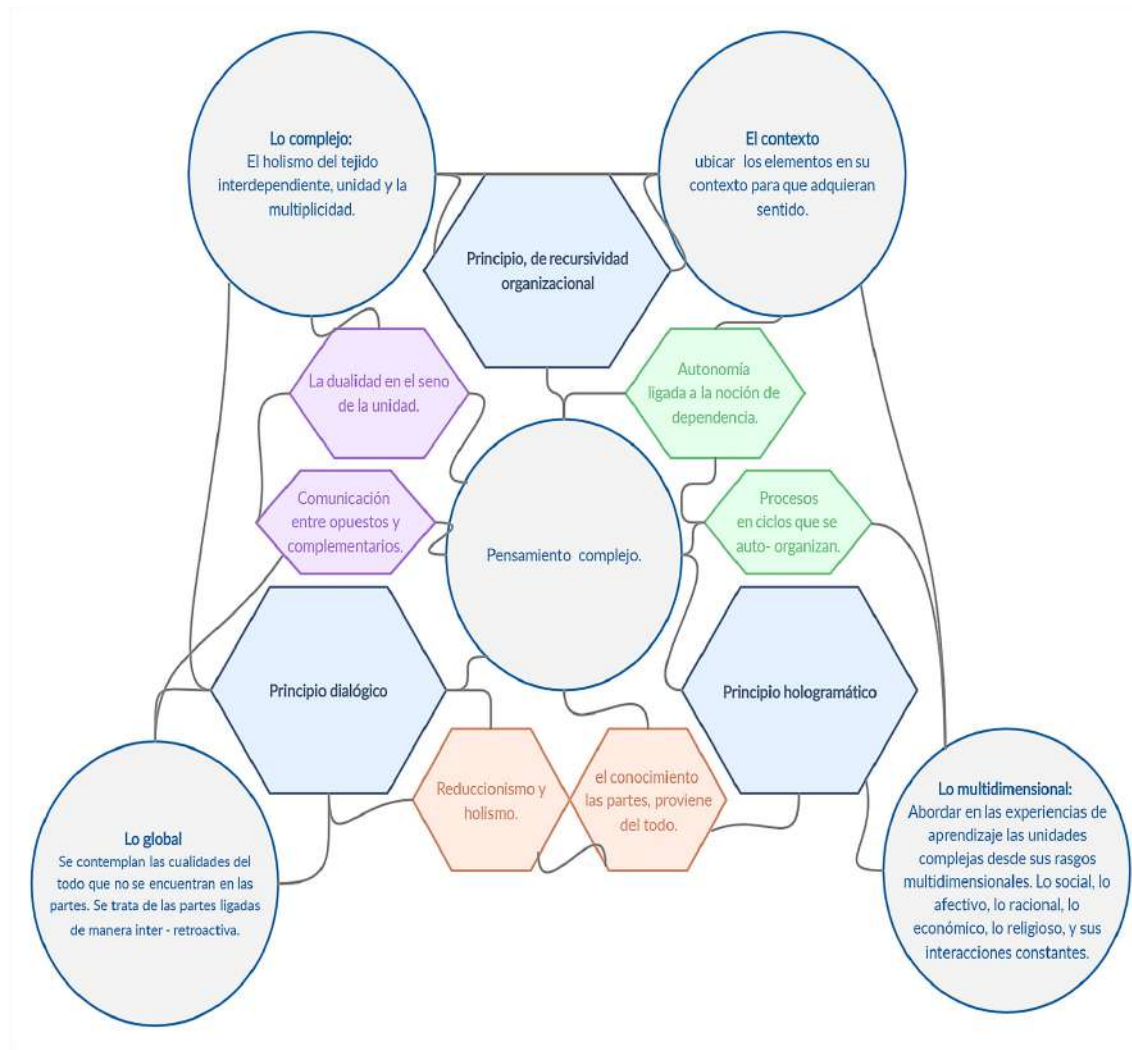 Lo complejo:
El holismo del tejido
interdependiente, unidad y la
multiplicidad.
El contexto
ubicar los elementos en su
contexto para que adquieran
sentido.
Principio, de recursividad
organizacional
La dualidad en el seno
de la unidad.
Autonomía
ligada a la noción de
dependencia.
Comunicación
entre opuestos y
complementarios.
Pensamiento complejo.
Procesos
en ciclos que se
auto- organizan.
Principio dialógico
Principio hologramático
Reduccionismo y
holismo.
el conocimiento
las partes, proviene
del todo.
Lo global
Se contemplan las cualidades del
todo que no se encuentran en las
partes. Se trata de las partes ligadas
de manera inter - retroactiva.
Lo multidimensional:
Abordar en las experiencias de
aprendizaje las unidades
complejas desde sus rasgos
multidimensionales. Lo social, lo
afectivo, lo racional, lo
económico, lo religioso, y sus
interacciones constantes.